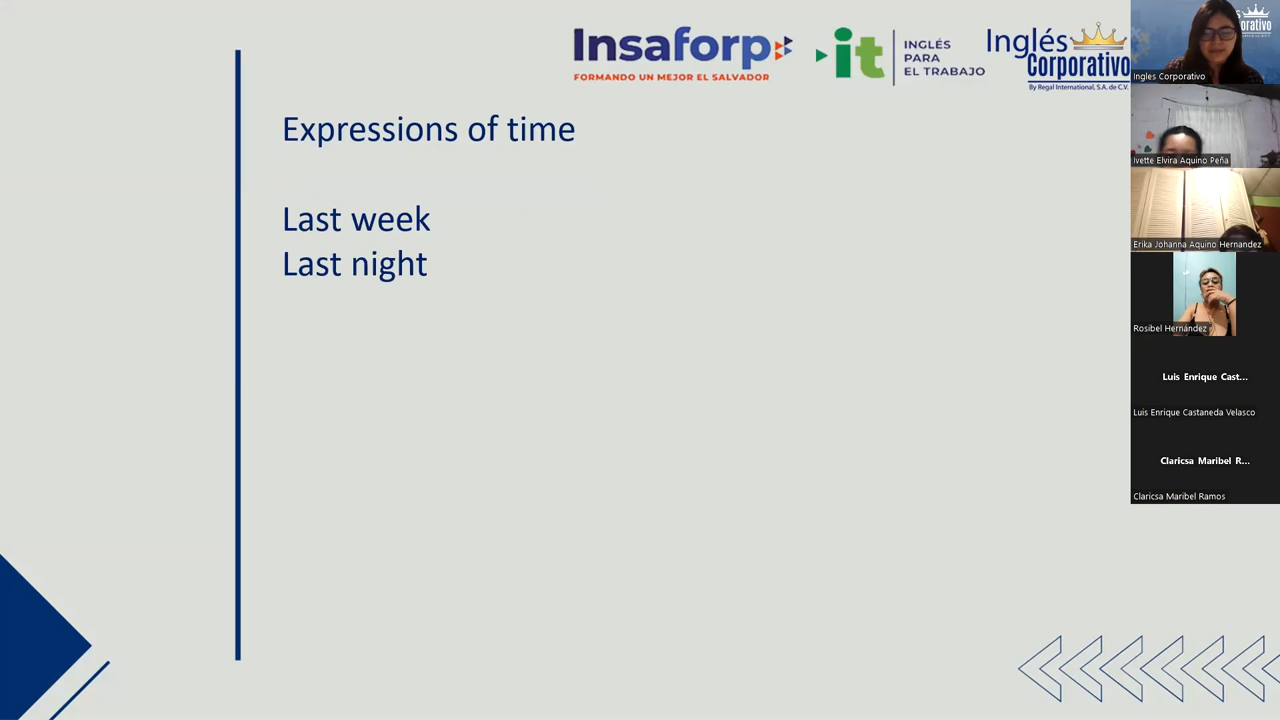 Insaforp
FORMANDO UN MEJOR EL SALVADOR
it
INGLÉS
PARA
EL TRABAJO
Inglés
Corporativo
By Regal International, S.A. de C.V.
Expressions of time
Last week
Last night
Ingles Corporativo
Ivette Elvira Aquino Peña
Erika Johanna Aquino Hernandez
Rosibel Hernández
Luis Enrique Cast...
Luis Enrique Castaneda Velasco
Claricsa Maribel R...
Claricsa Maribel Ramos